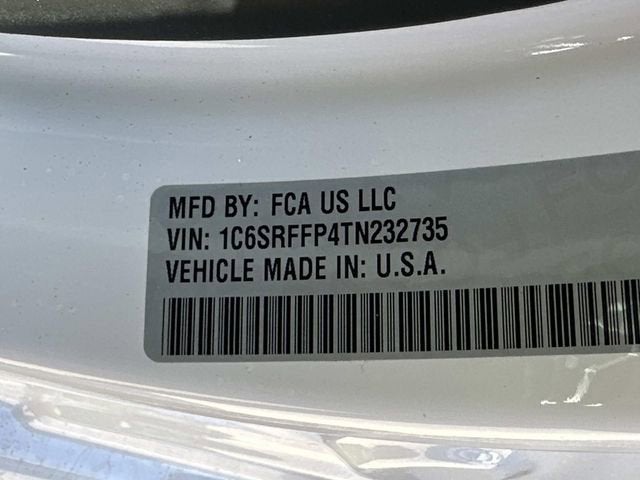 MFD BY: FCA US LLC
VIN: 1C6SRFFP4TN232735
VEHICLE MADE IN: U.S.A.